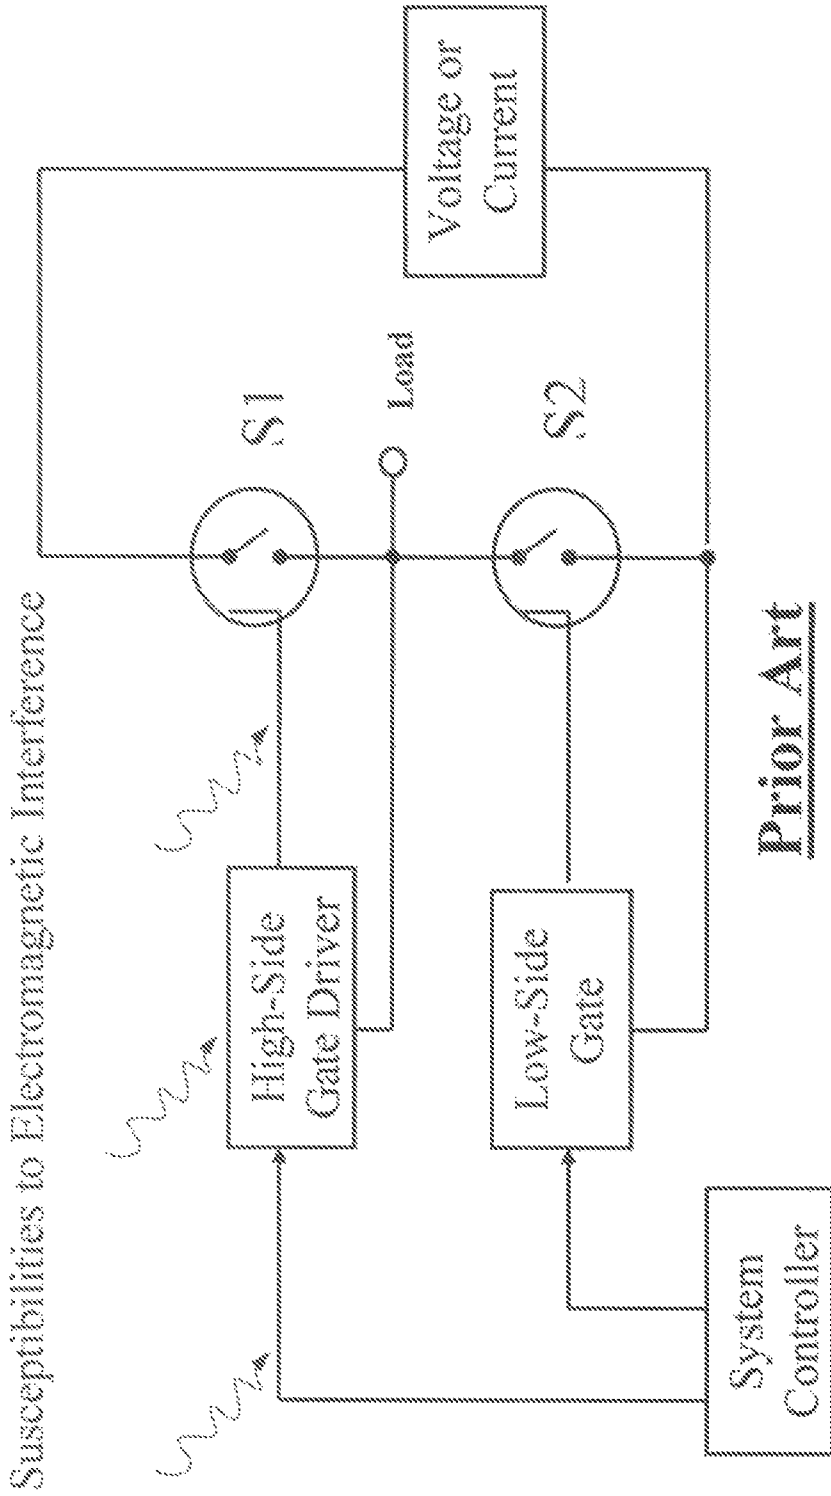 Susceptibilities to Electromagnetic Interference
High-Side
Gate Driver
S1
Load
Voltage or
Current
Low-Side
Gate
S2
System
Controller
Prior Art